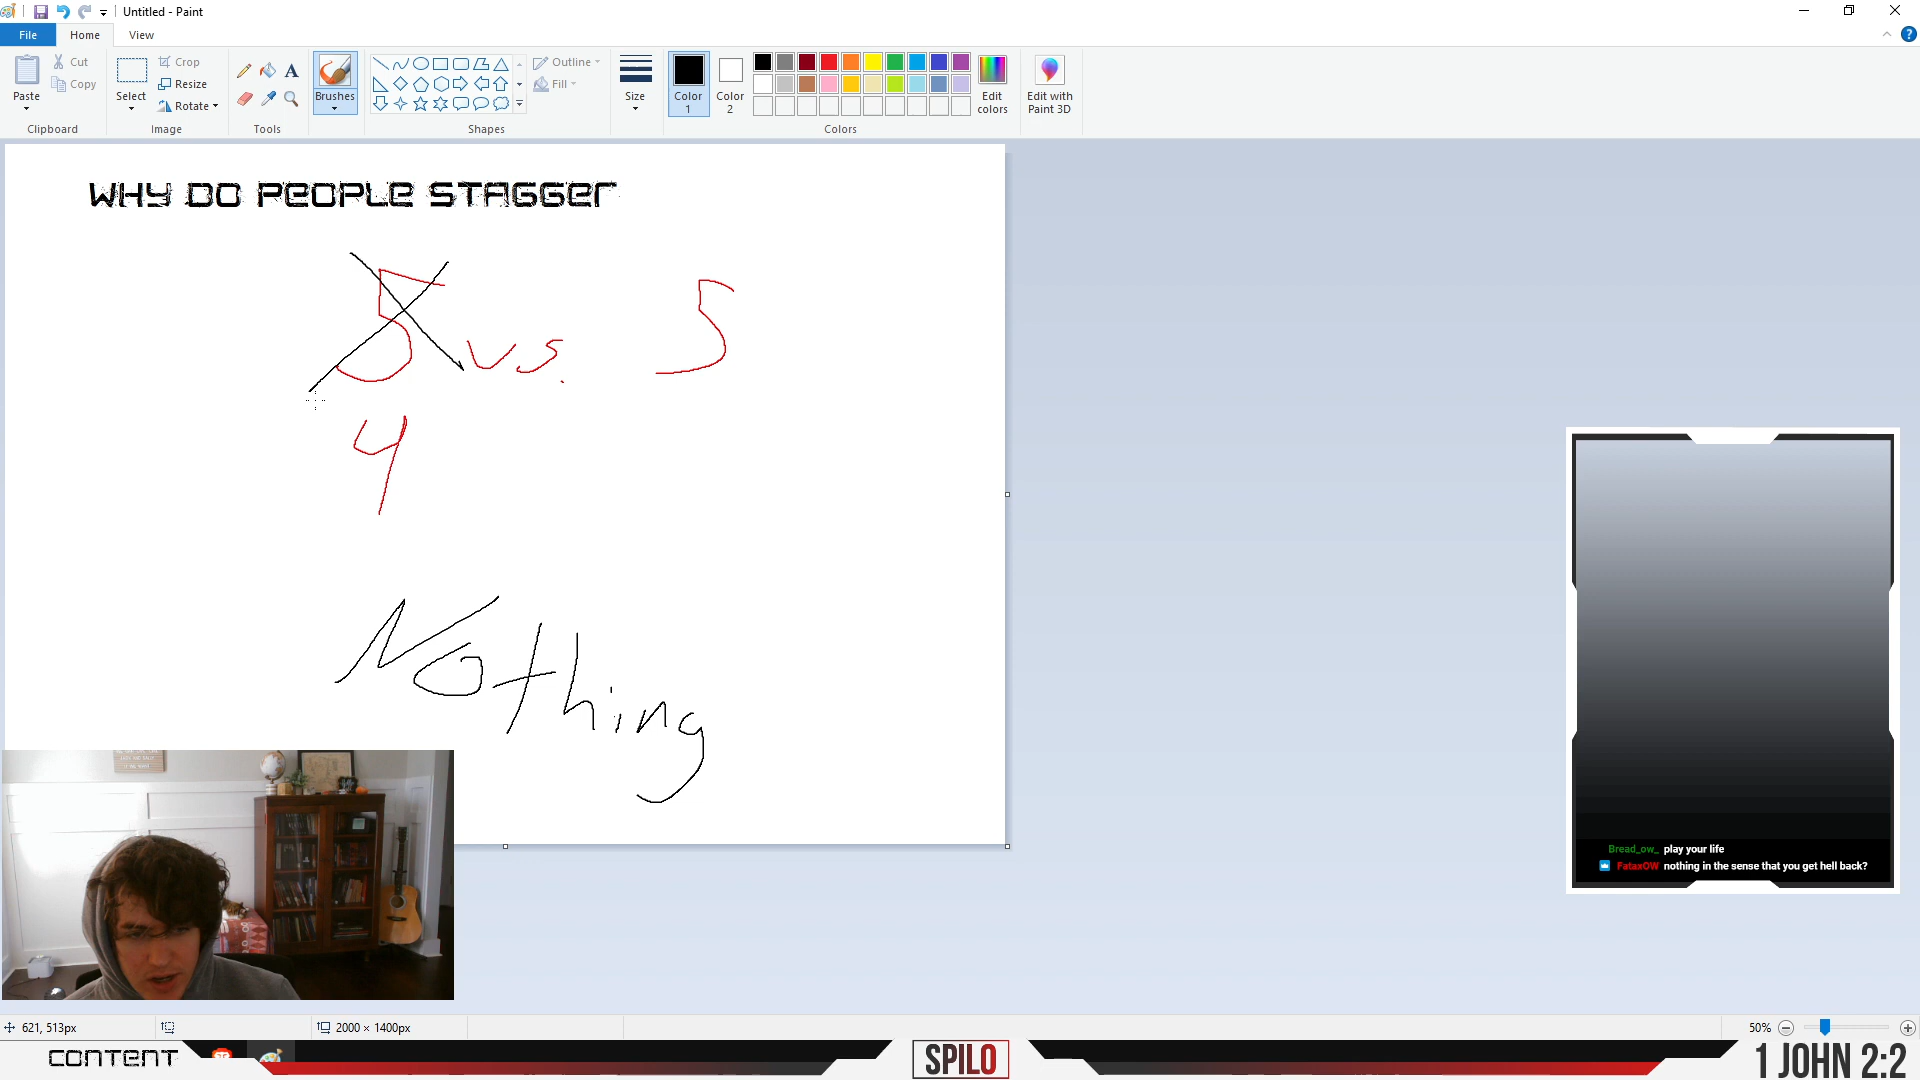 Untitled - Paint
File Home View
Paste
Cut
Copy
Clipboard
Select
Crop
Resize
Rotate
Image
Tools
Brushes
Shapes
Outline
Fill
Size
Color 1
Color 2
Colors
Edit colors
Edit with Paint 3D
WHY DO PEOPLE STAGGER
5 v.s. 5
4
Nothing
Bread_ow_ play your life
FataxOW nothing in the sense that you get hell back?
621, 513px
2000 × 1400px
50%
CONTENT
SPILO
1 JOHN 2:2